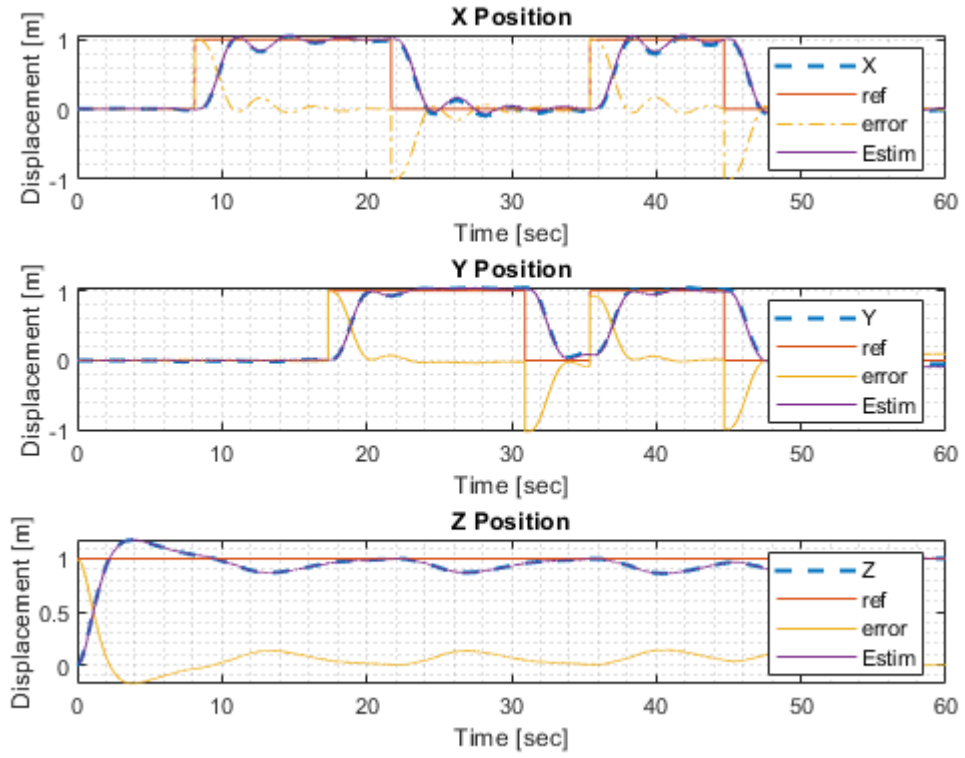 X Position
Displacement [m]
1
0
-1
X
ref
error
Estim
0 10 20 30 40 50 60
Time [sec]
Y Position
Displacement [m]
1
0
-1
Y
ref
error
Estim
0 10 20 30 40 50 60
Time [sec]
Z Position
Displacement [m]
1
0.5
0
Z
ref
error
Estim
0 10 20 30 40 50 60
Time [sec]